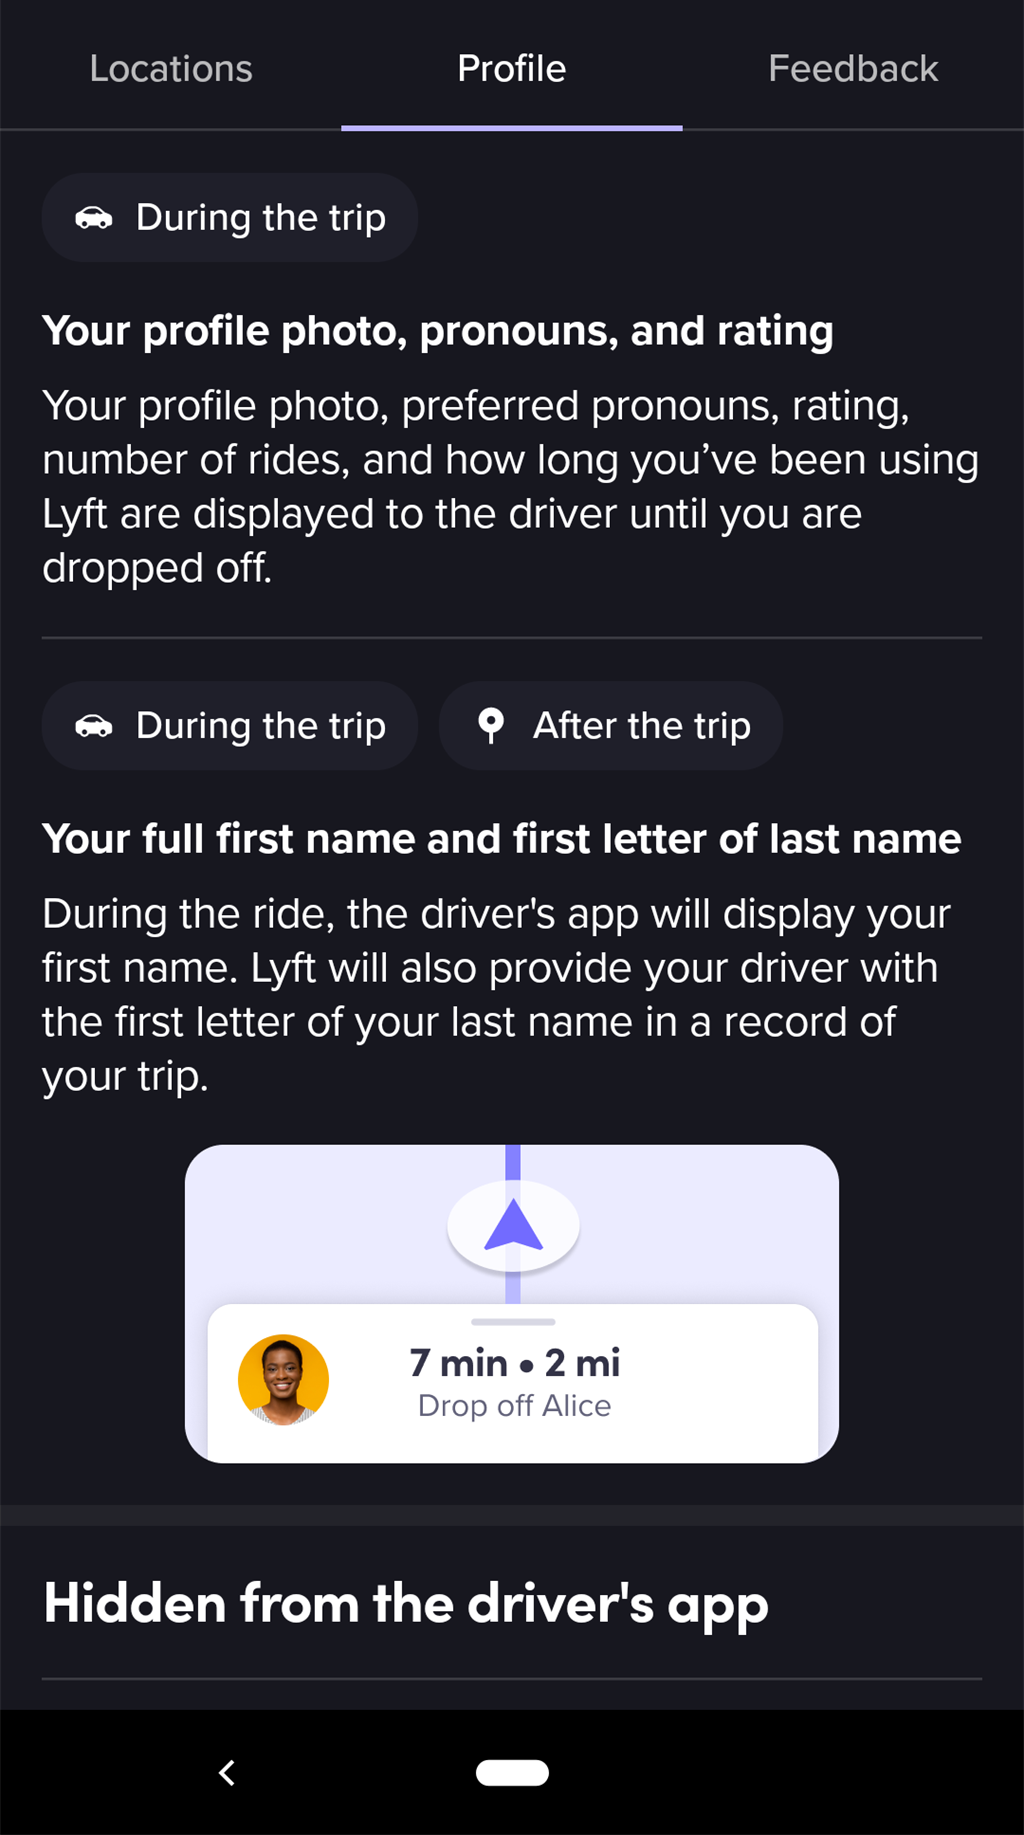 Locations Profile Feedback
During the trip
Your profile photo, pronouns, and rating
Your profile photo, preferred pronouns, rating,
number of rides, and how long you’ve been using
Lyft are displayed to the driver until you are
dropped off.
During the trip After the trip
Your full first name and first letter of last name
During the ride, the driver's app will display your
first name. Lyft will also provide your driver with
the first letter of your last name in a record of
your trip.
7 min • 2 mi
Drop off Alice
Hidden from the driver's app